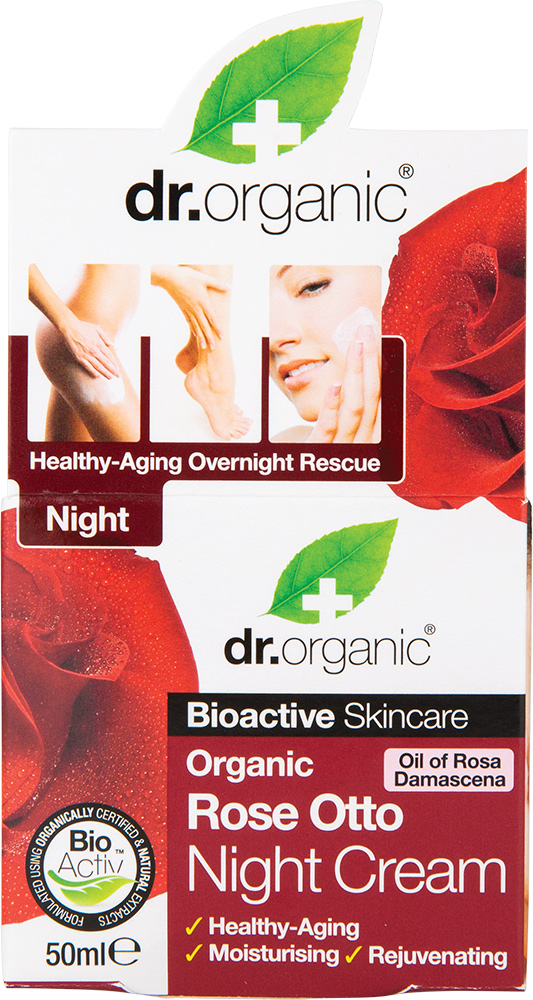 dr.organic®
Healthy-Aging Overnight Rescue
Night
dr.organic®
Bioactive Skincare
Organic
Oil of Rosa
Damascena
Rose Otto
Night Cream
✓ Healthy-Aging
✓ Moisturising ✓ Rejuvenating
FORMULATED USING ORGANICALLY CERTIFIED & NATURAL EXTRACTS
Bio™
Activ
50ml℮